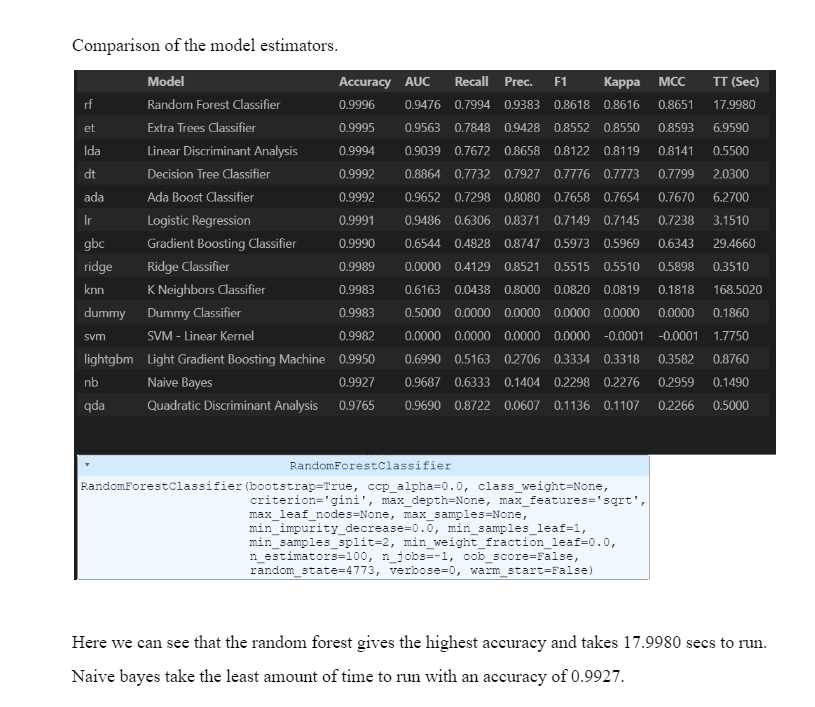 Comparison of the model estimators.
Model Accuracy AUC Recall Prec. F1 Kappa MCC TT (Sec)
rf Random Forest Classifier 0.9996 0.9476 0.7994 0.9383 0.8618 0.8616 0.8651 17.9980
et Extra Trees Classifier 0.9995 0.9563 0.7848 0.9428 0.8552 0.8550 0.8593 6.9590
lda Linear Discriminant Analysis 0.9994 0.9039 0.7672 0.8658 0.8122 0.8119 0.8141 0.5500
dt Decision Tree Classifier 0.9992 0.8864 0.7732 0.7927 0.7776 0.7773 0.7799 2.0300
ada Ada Boost Classifier 0.9992 0.9652 0.7298 0.8080 0.7658 0.7654 0.7670 6.2700
lr Logistic Regression 0.9991 0.9486 0.6306 0.8371 0.7149 0.7145 0.7238 3.1510
gbc Gradient Boosting Classifier 0.9990 0.6544 0.4828 0.8747 0.5973 0.5969 0.6343 29.4660
ridge Ridge Classifier 0.9989 0.0000 0.4129 0.8521 0.5515 0.5510 0.5898 0.3510
knn K Neighbors Classifier 0.9983 0.6163 0.0438 0.8000 0.0820 0.0819 0.1818 168.5020
dummy Dummy Classifier 0.9983 0.5000 0.0000 0.0000 0.0000 0.0000 0.0000 0.1860
svm SVM - Linear Kernel 0.9982 0.0000 0.0000 0.0000 0.0000 -0.0001 -0.0001 1.7750
lightgbm Light Gradient Boosting Machine 0.9950 0.6990 0.5163 0.2706 0.3334 0.3318 0.3582 0.8760
nb Naive Bayes 0.9927 0.9687 0.6333 0.1404 0.2298 0.2276 0.2959 0.1490
qda Quadratic Discriminant Analysis 0.9765 0.9690 0.8722 0.0607 0.1136 0.1107 0.2266 0.5000
RandomForestClassifier
RandomForestClassifier(bootstrap=True, ccp_alpha=0.0, class_weight=None,
criterion='gini', max_depth=None, max_features='sqrt',
max_leaf_nodes=None, max_samples=None,
min_impurity_decrease=0.0, min_samples_leaf=1,
min_samples_split=2, min_weight_fraction_leaf=0.0,
n_estimators=100, n_jobs=-1, oob_score=False,
random_state=4773, verbose=0, warm_start=False)
Here we can see that the random forest gives the highest accuracy and takes 17.9980 secs to run.
Naive bayes take the least amount of time to run with an accuracy of 0.9927.